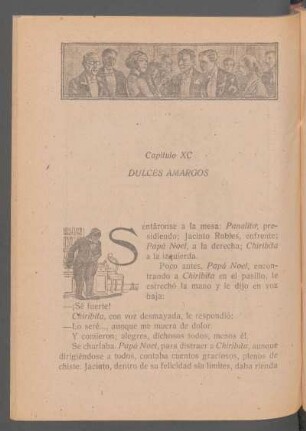 Capítulo XC
DULCES AMARGOS
Sentáronse a la mesa: Panolito, pre-
sidiendo; Jacinto Robles, enfrente;
Papá Noel, a la derecha; Chiribita
a la izquierda.
Poco antes, Papá Noel, encon-
trando a Chiribita en el pasillo, le
estrechó la mano y le dijo en voz
baja:
—¡Sé fuerte!
Chiribita, con voz desmayada, le respondió:
—Lo seré... aunque me muera de dolor.
Y comieron, alegres, dichosos todos, menos él.
Se charlaba. Papá Noel, para distraer a Chiribita, aunque
dirigiéndose a todos, contaba cuentos graciosos, plenos de
chisse. Jacinto, dentro de su felicidad sin límites, daba rienda